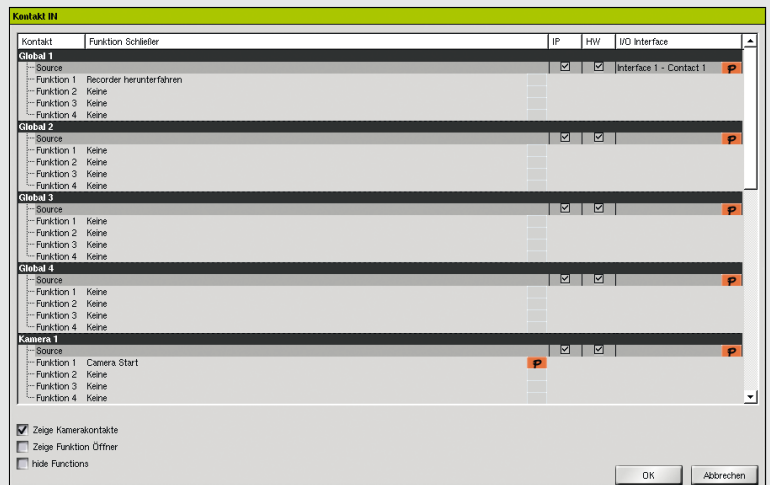 Kontakt IN
Kontakt Funktion Schließer IP HW I/O Interface
Global 1
Source Interface 1 - Contact 1 P
Funktion 1 Recorder herunterfahren
Funktion 2 Keine
Funktion 3 Keine
Funktion 4 Keine
Global 2
Source P
Funktion 1 Keine
Funktion 2 Keine
Funktion 3 Keine
Funktion 4 Keine
Global 3
Source P
Funktion 1 Keine
Funktion 2 Keine
Funktion 3 Keine
Funktion 4 Keine
Global 4
Source P
Funktion 1 Keine
Funktion 2 Keine
Funktion 3 Keine
Funktion 4 Keine
Kamera 1
Source P
Funktion 1 Camera Start P
Funktion 2 Keine
Funktion 3 Keine
Funktion 4 Keine
Zeige Kamerakontakte
Zeige Funktion Öffner
hide Functions
OK Abbrechen